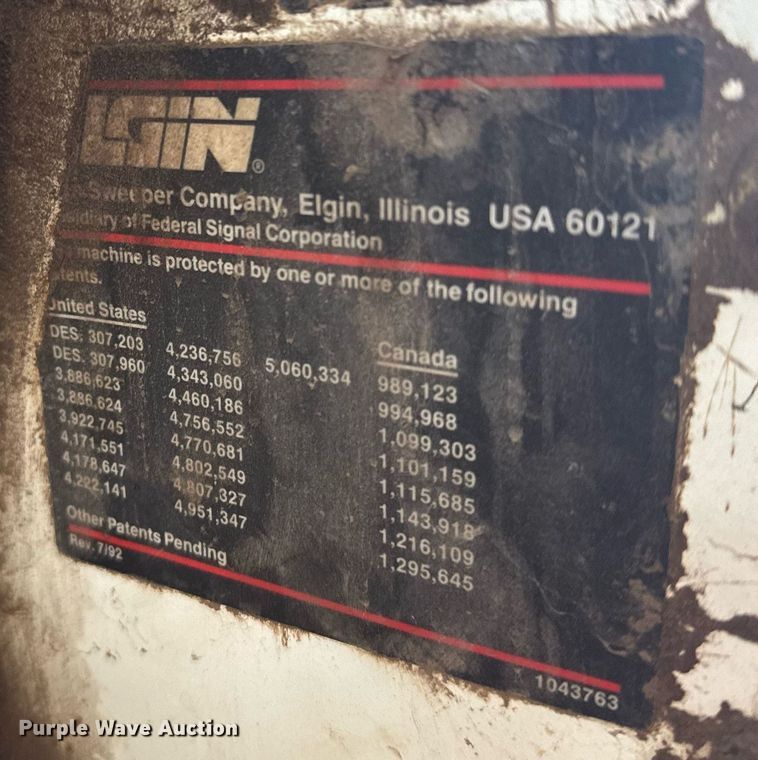 LGIN®
Sweeper Company, Elgin, Illinois USA 60121
sidiary of Federal Signal Corporation
machine is protected by one or more of the following
tents.
United States
DES. 307,203 4,236,756 5,060,334
DES. 307,960 4,343,060
3,886,623 4,460,186
3,886,624 4,756,552
3,922,745 4,770,681
4,171,551 4,802,549
4,178,647 4,807,327
4,222,141 4,951,347
Canada
989,123
994,968
1,099,303
1,101,159
1,115,685
1,143,918
1,216,109
1,295,645
Other Patents Pending
Rev. 7/92
1043763
Purple Wave Auction